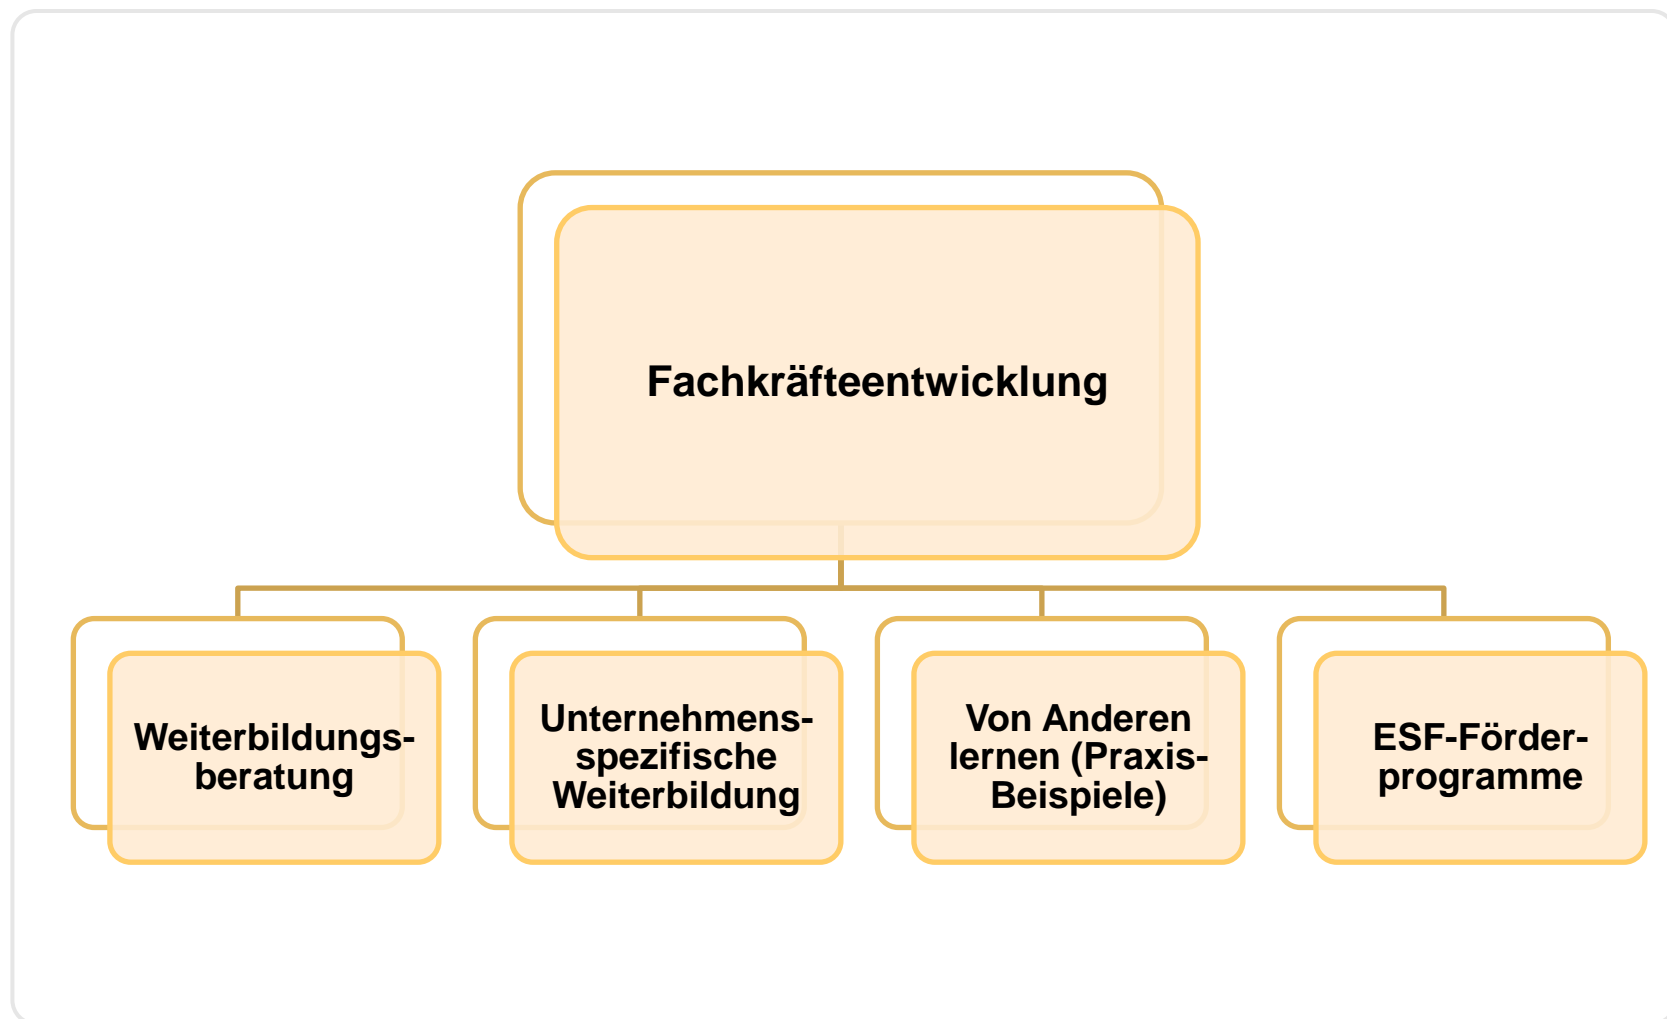 Fachkräfteentwicklung
Weiterbildungs-
beratung
Unternehmens-
spezifische
Weiterbildung
Von Anderen
lernen (Praxis-
Beispiele)
ESF-Förder-
programme